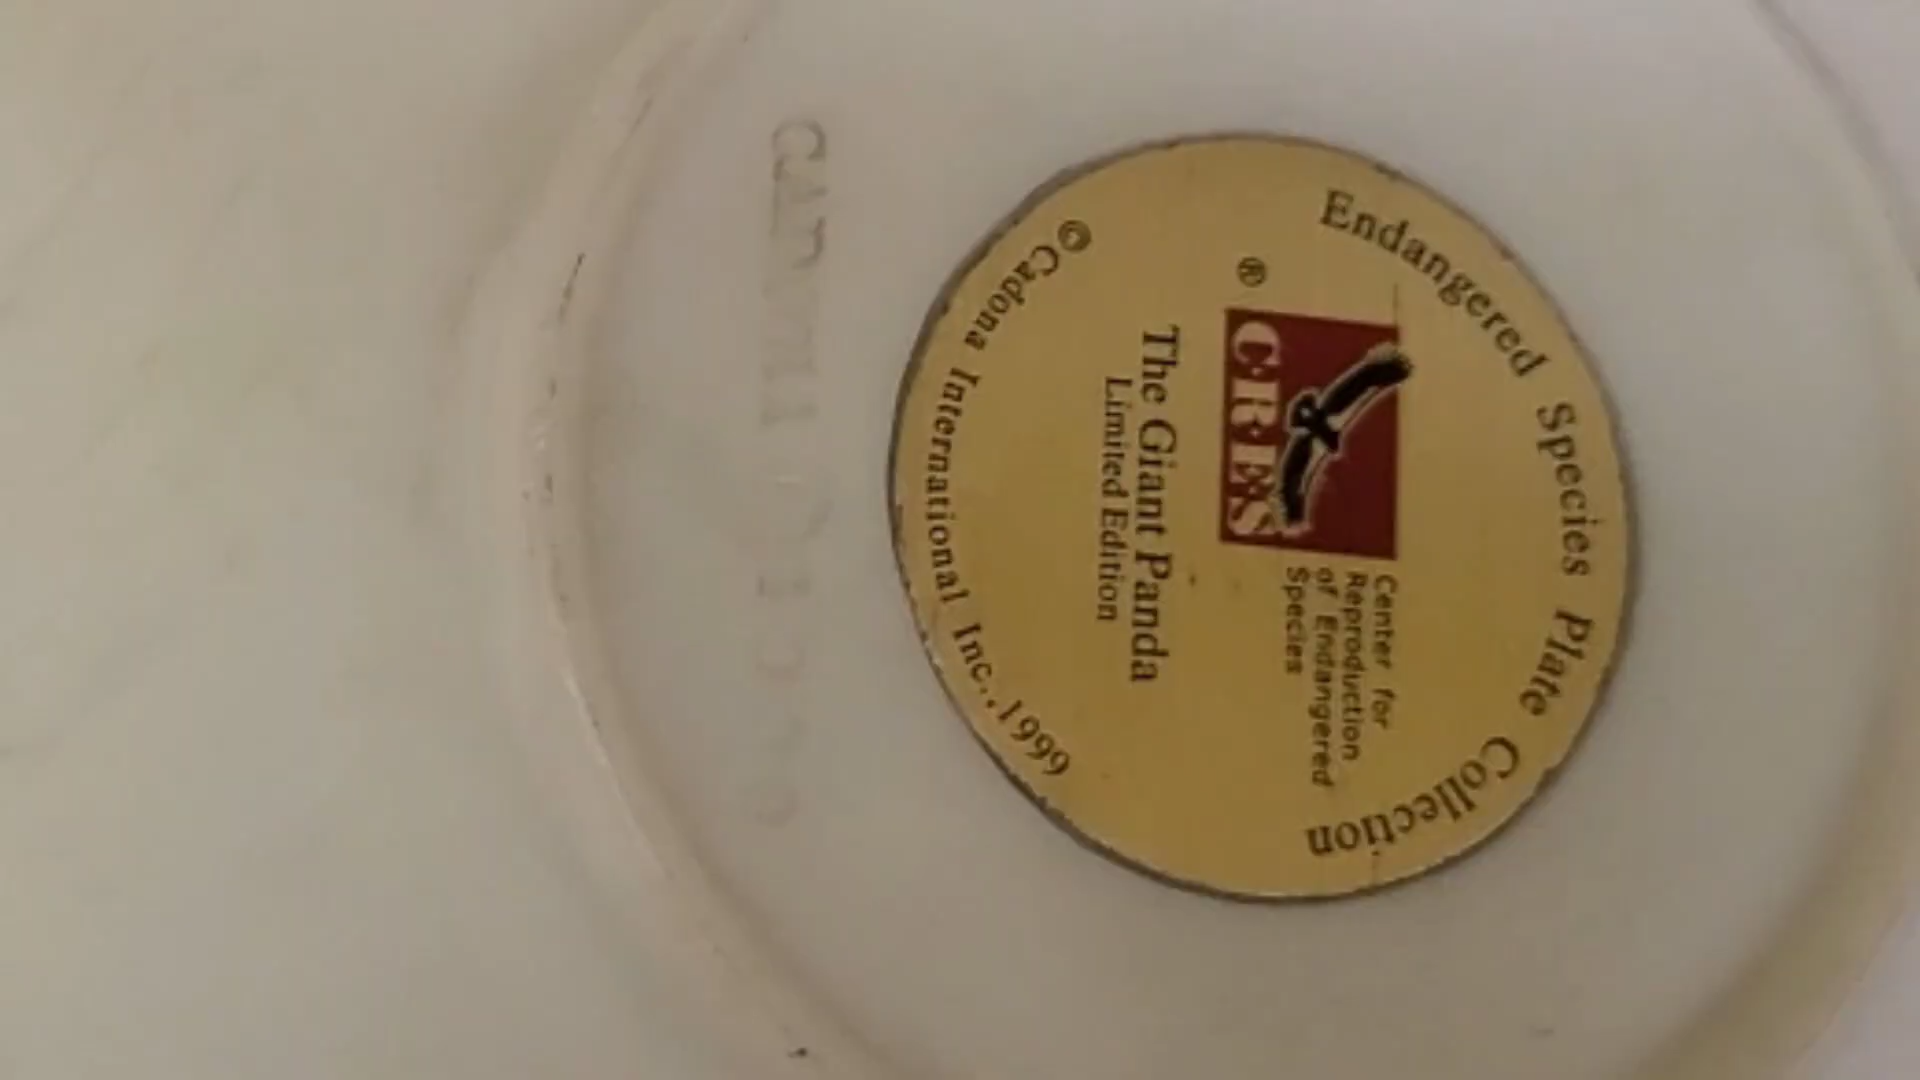 Endangered Species Plate Collection
®
CRES
Center for
Reproduction
of Endangered
Species
The Giant Panda
Limited Edition
©Cadona International Inc., 1999